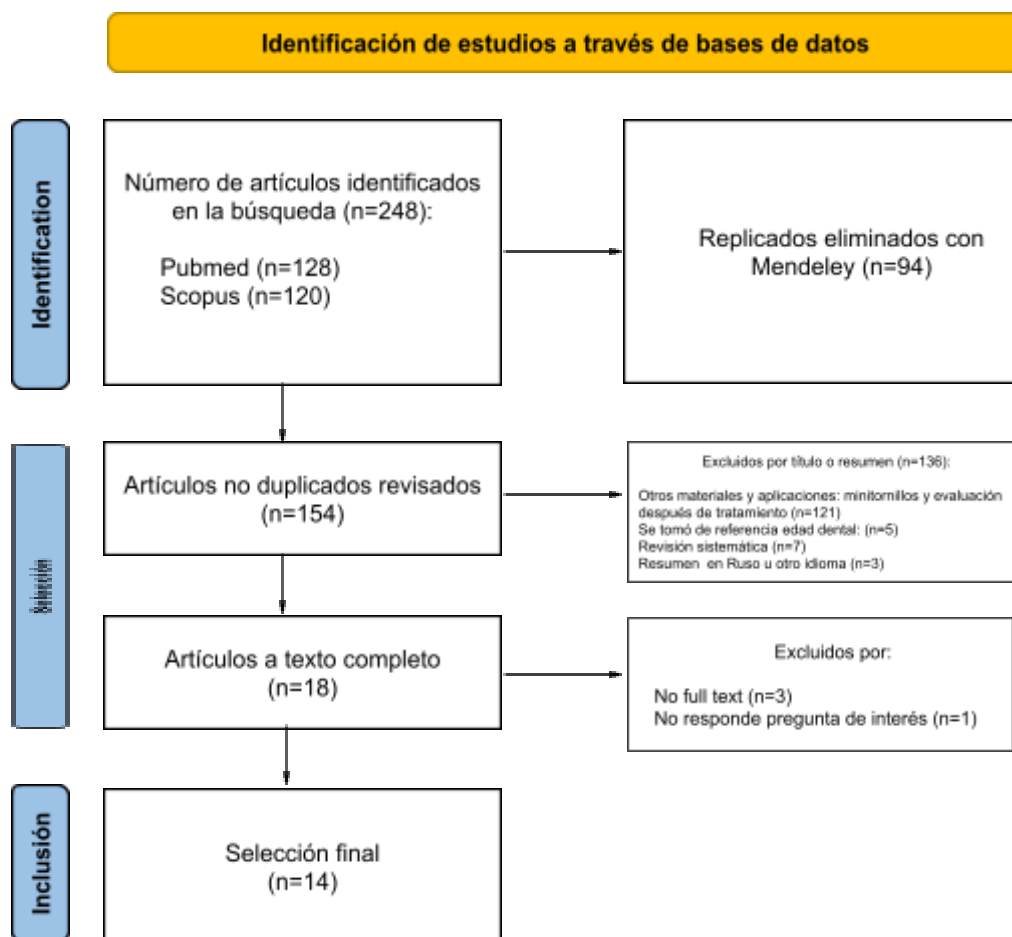 Identificación de estudios a través de bases de datos
Identification
Número de artículos identificados
en la búsqueda (n=248):
Pubmed (n=128)
Scopus (n=120)
Replicados eliminados con
Mendeley (n=94)
Artículos no duplicados revisados
(n=154)
Excluidos por título o resumen (n=136):
Otros materiales y aplicaciones: minitornillos y evaluación
después de tratamiento (n=121)
Se tomó de referencia edad dental: (n=5)
Revisión sistemática (n=7)
Resumen en Ruso u otro idioma (n=3)
Artículos a texto completo
(n=18)
Excluidos por:
No full text (n=3)
No responde pregunta de interés (n=1)
Inclusión
Selección final
(n=14)